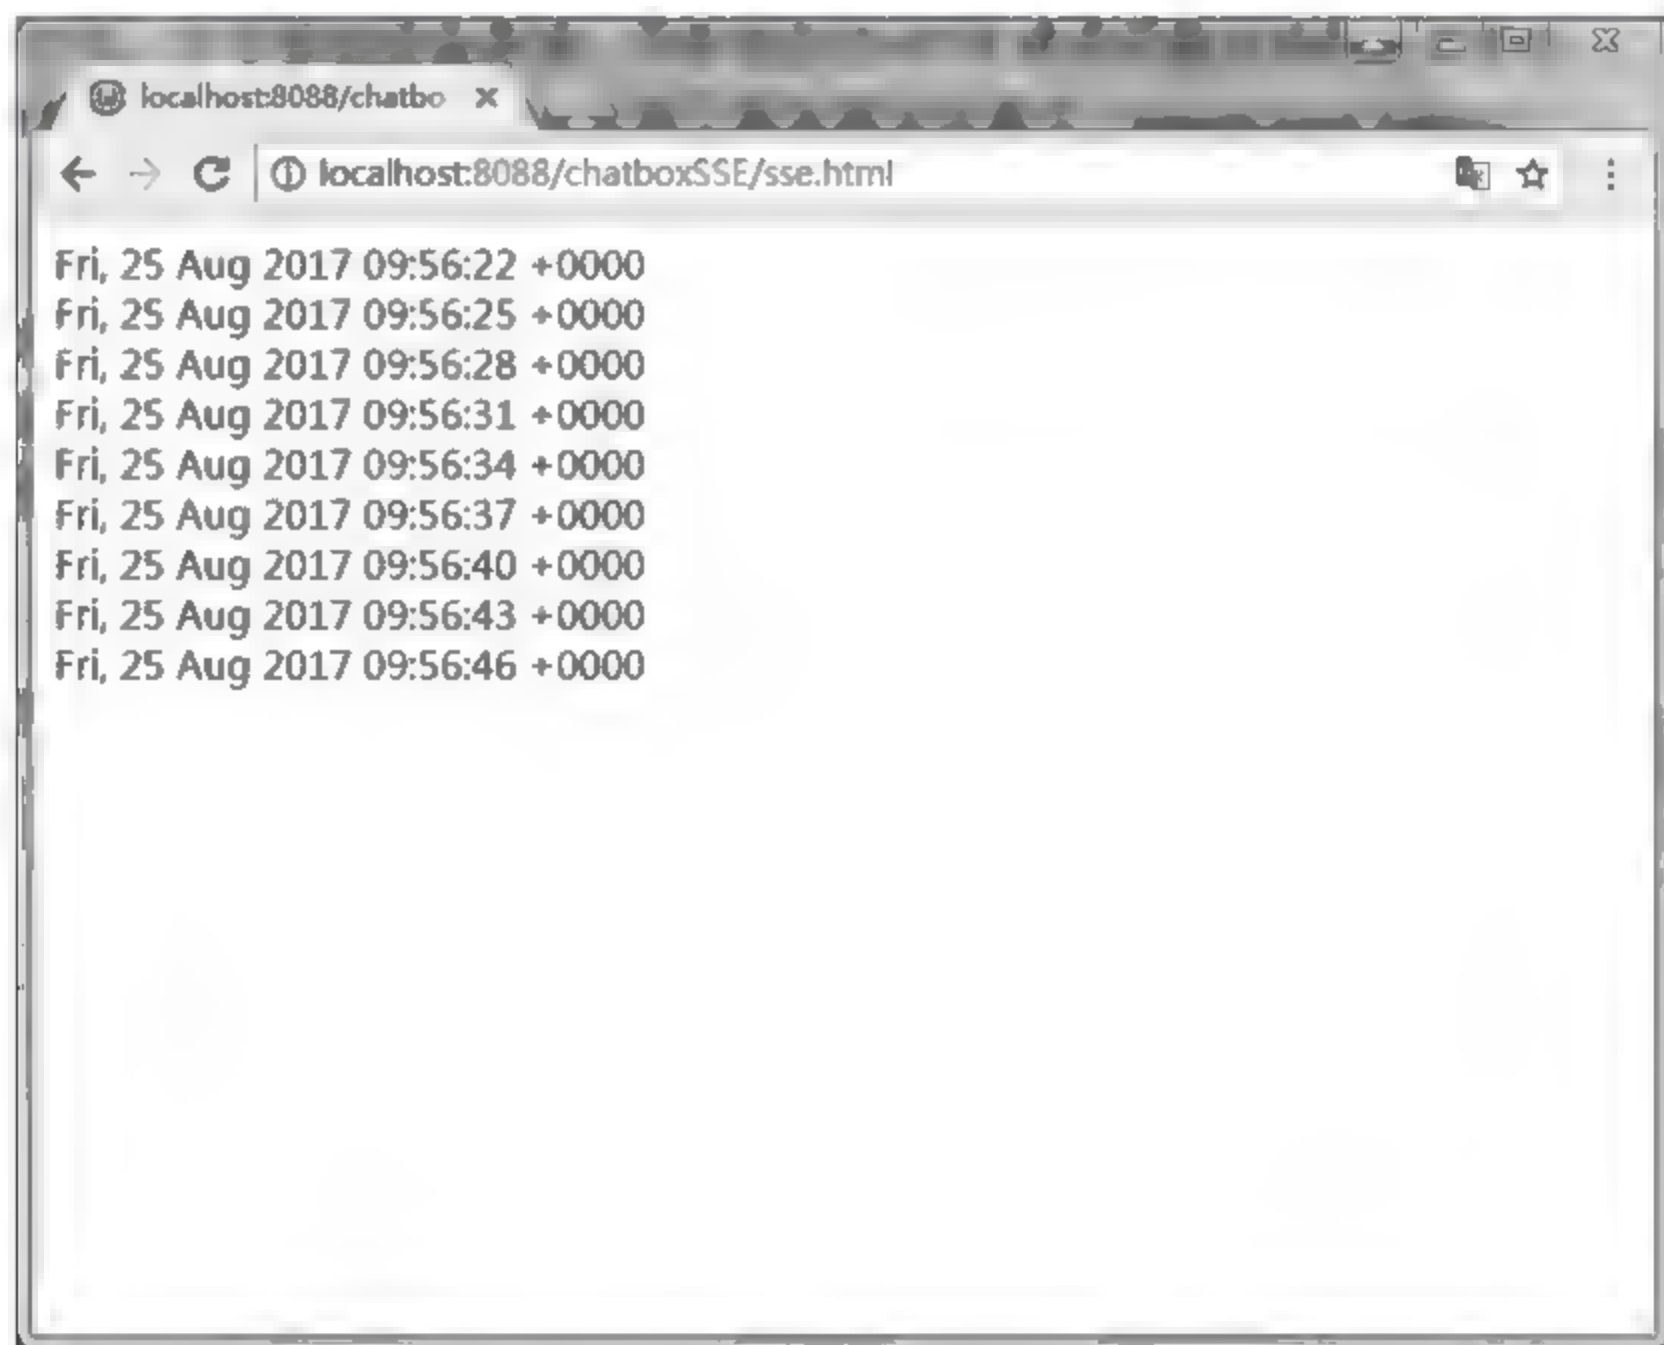 localhost:8088/chatbo
localhost:8088/chatboxSSE/sse.html
Fri, 25 Aug 2017 09:56:22 +0000
Fri, 25 Aug 2017 09:56:25 +0000
Fri, 25 Aug 2017 09:56:28 +0000
Fri, 25 Aug 2017 09:56:31 +0000
Fri, 25 Aug 2017 09:56:34 +0000
Fri, 25 Aug 2017 09:56:37 +0000
Fri, 25 Aug 2017 09:56:40 +0000
Fri, 25 Aug 2017 09:56:43 +0000
Fri, 25 Aug 2017 09:56:46 +0000